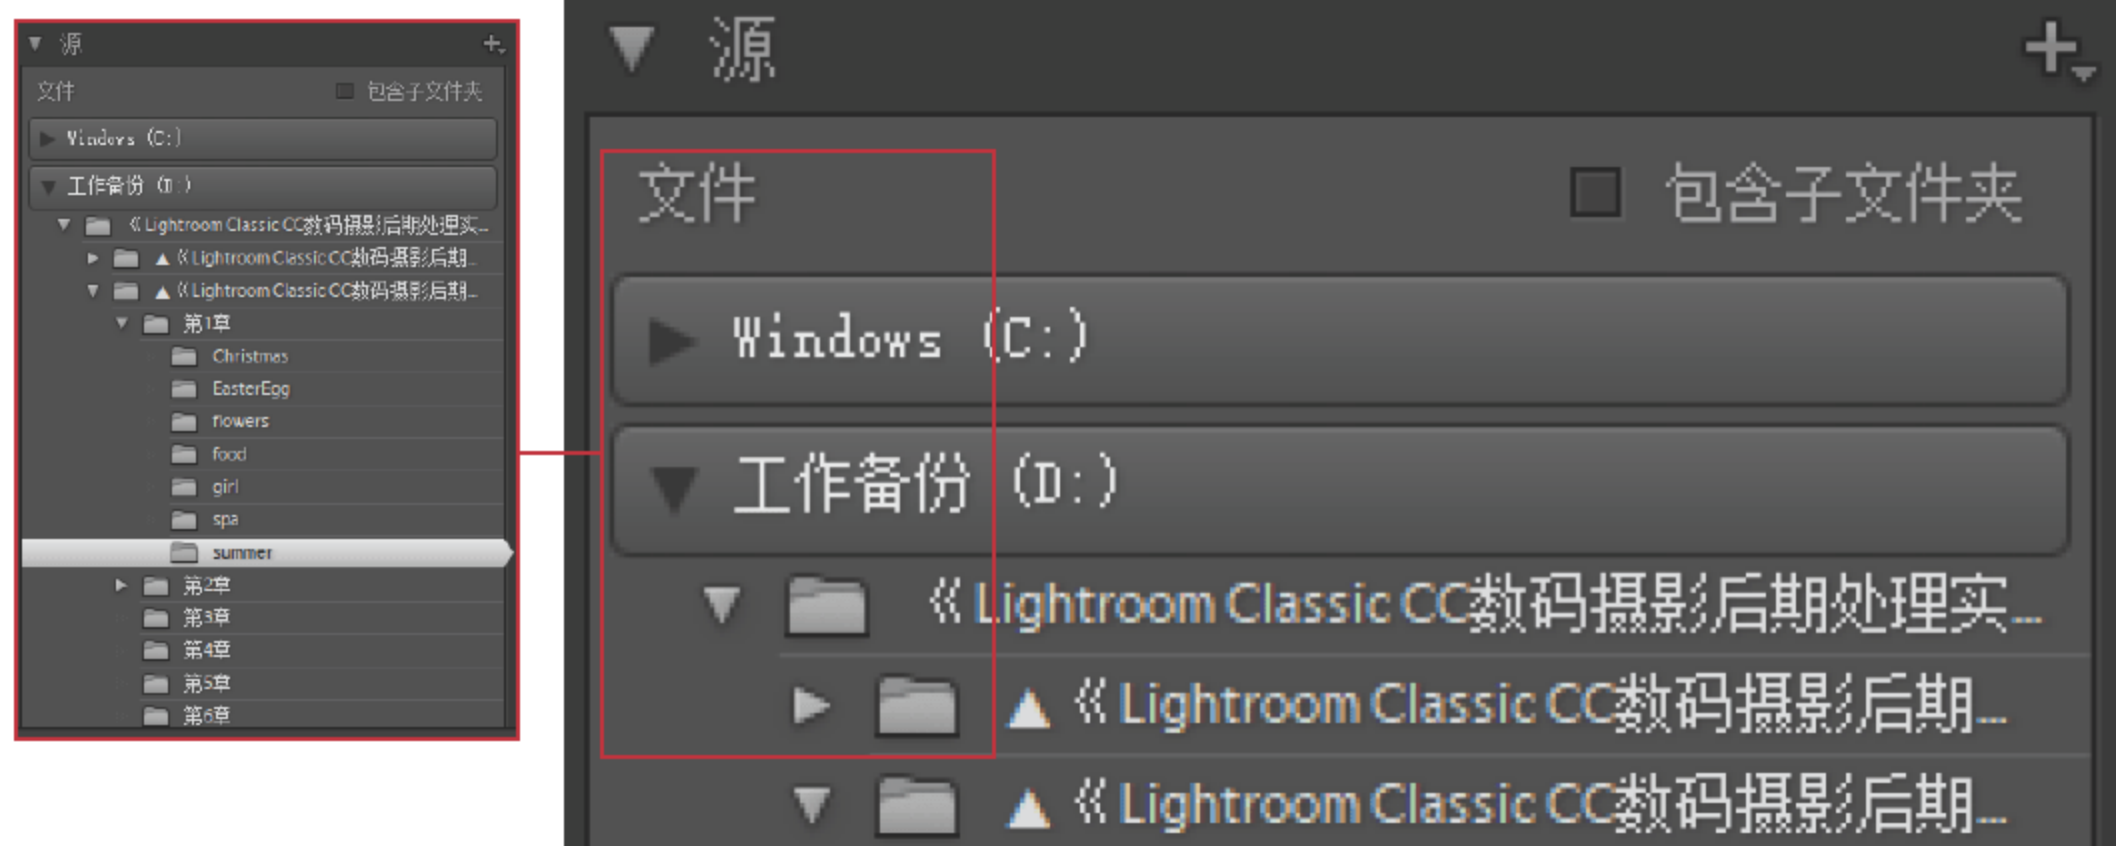 源
文件 包含子文件夹
Windows (C:)
工作备份 (D:)
《Lightroom Classic CC数码摄影后期处理实...
▲《Lightroom Classic CC数码摄影后期...
▲《Lightroom Classic CC数码摄影后期...
第1章
Christmas
EasterEgg
flowers
food
girl
spa
summer
第2章
第3章
第4章
第5章
第6章
源
文件 包含子文件夹
Windows (C:)
工作备份 (D:)
《Lightroom Classic CC数码摄影后期处理实...
▲《Lightroom Classic CC数码摄影后期...
▲《Lightroom Classic CC数码摄影后期...